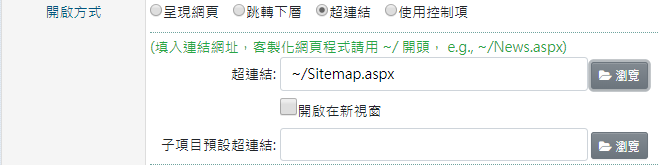 開啟方式 呈現網頁 跳轉下層 超連結 使用控制項
(填入連結網址，客製化網頁程式請用 ~/ 開頭， e.g., ~/News.aspx)
超連結: ~/Sitemap.aspx 瀏覽
開啟在新視窗
子項目預設超連結: 瀏覽